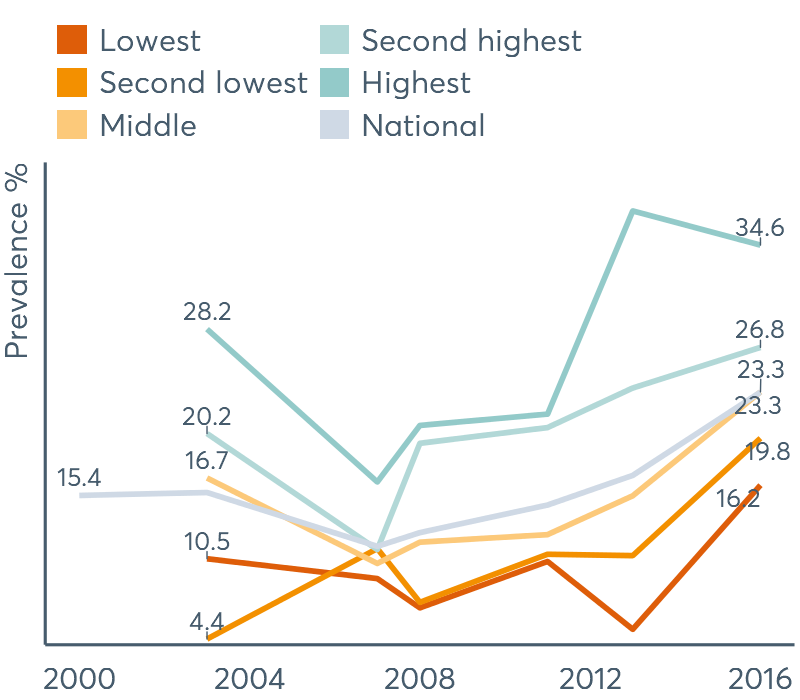 Lowest
Second lowest
Middle
Second highest
Highest
National
Prevalence %
34.6
28.2
26.8
23.3
20.2
23.3
16.7
19.8
15.4
16.2
10.5
4.4
2000 2004 2008 2012 2016